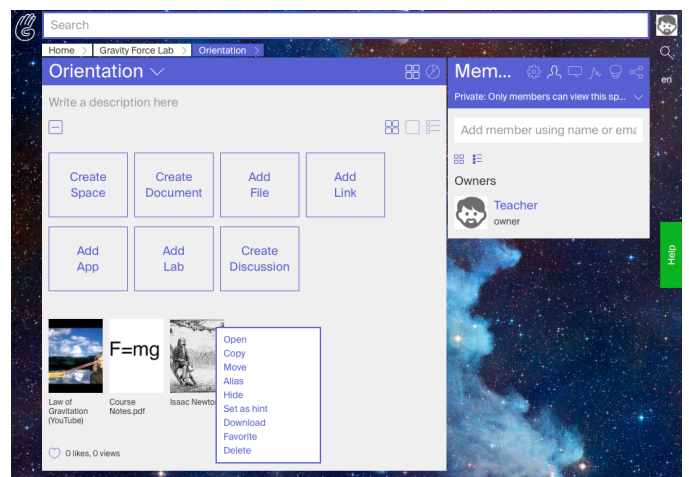 Search
Home > Gravity Force Lab > Orientation >
Orientation
Write a description here
Create
Space
Create
Document
Add
File
Add
Link
Add
App
Add
Lab
Create
Discussion
F=mg
Law of
Gravitation
(YouTube)
Course
Notes.pdf
Isaac Newto
Open
Copy
Move
Alias
Hide
Set as hint
Download
Favorite
Delete
0 likes, 0 views
Mem...
Private: Only members can view this sp...
Add member using name or ema
Owners
Teacher
owner
en
Help